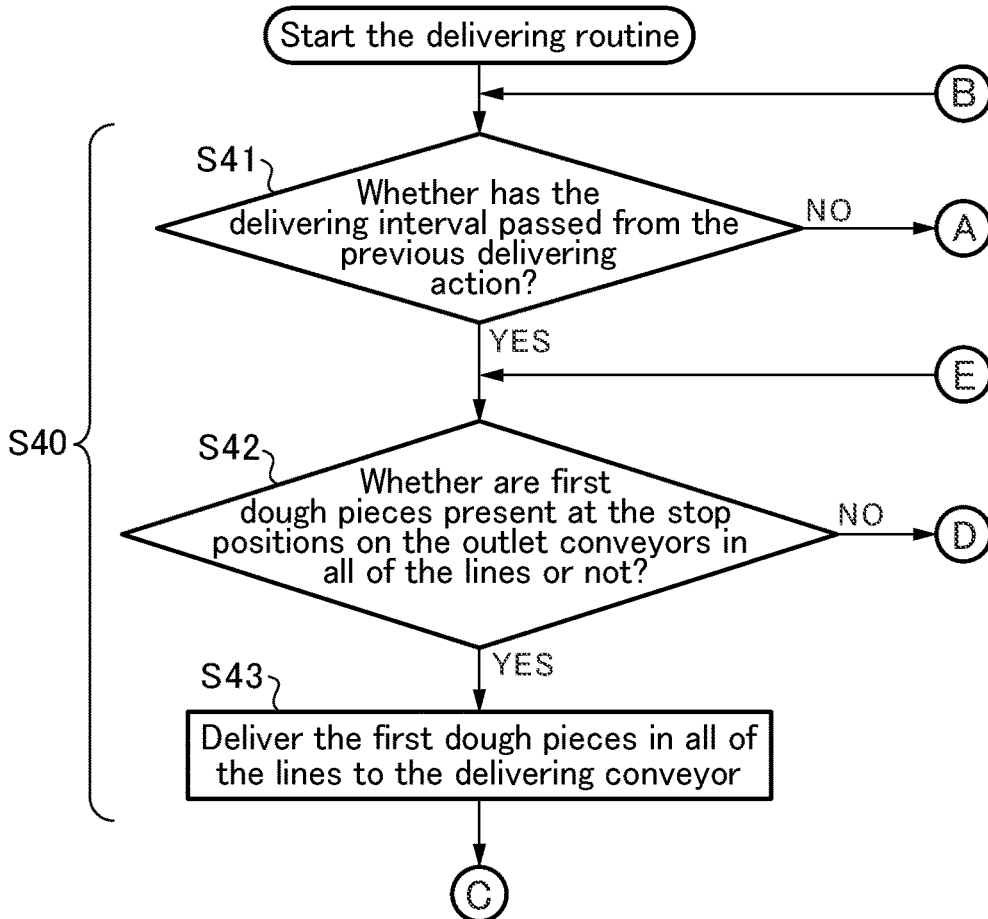 Start the delivering routine
B
S41
Whether has the
delivering interval passed from the
previous delivering
action?
NO
A
YES
E
S40
S42
Whether are first
dough pieces present at the stop
positions on the outlet conveyors in
all of the lines or not?
NO
D
YES
S43
Deliver the first dough pieces in all of
the lines to the delivering conveyor
C